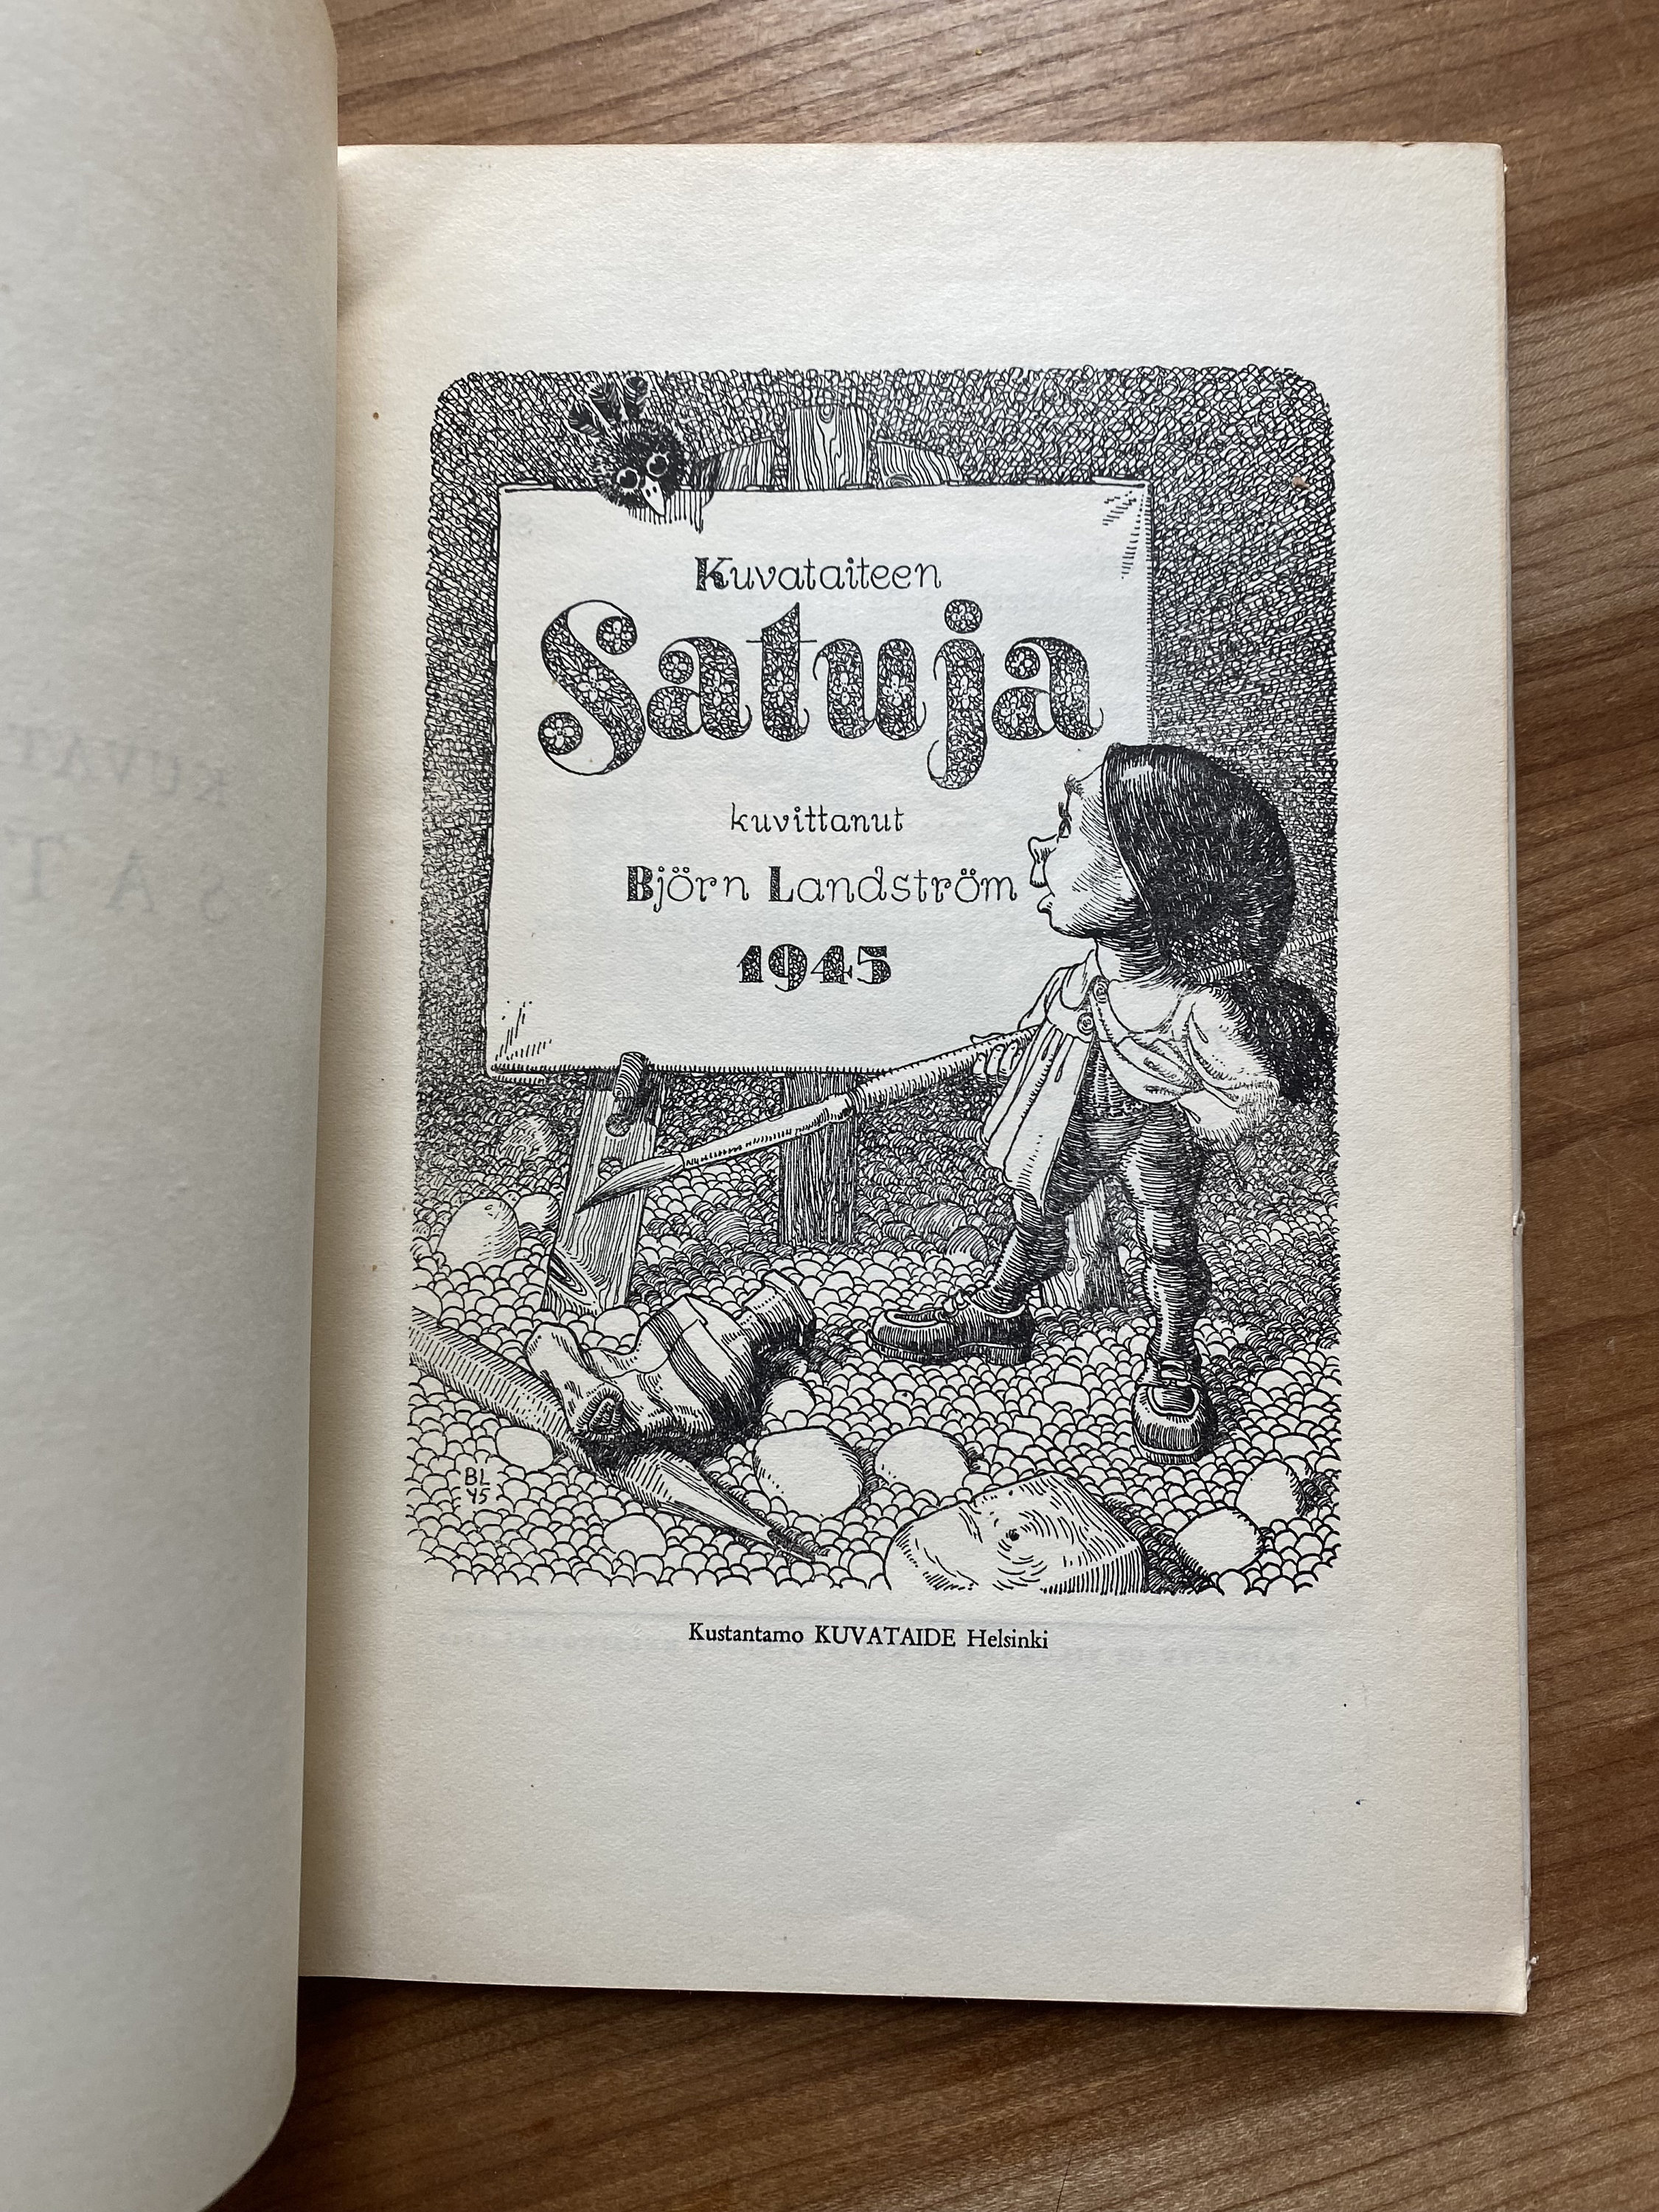 Kuvataiteen
Satuja
kuvittanut
Björn Landström
1945
BL
45
Kustantamo KUVATAIDE Helsinki